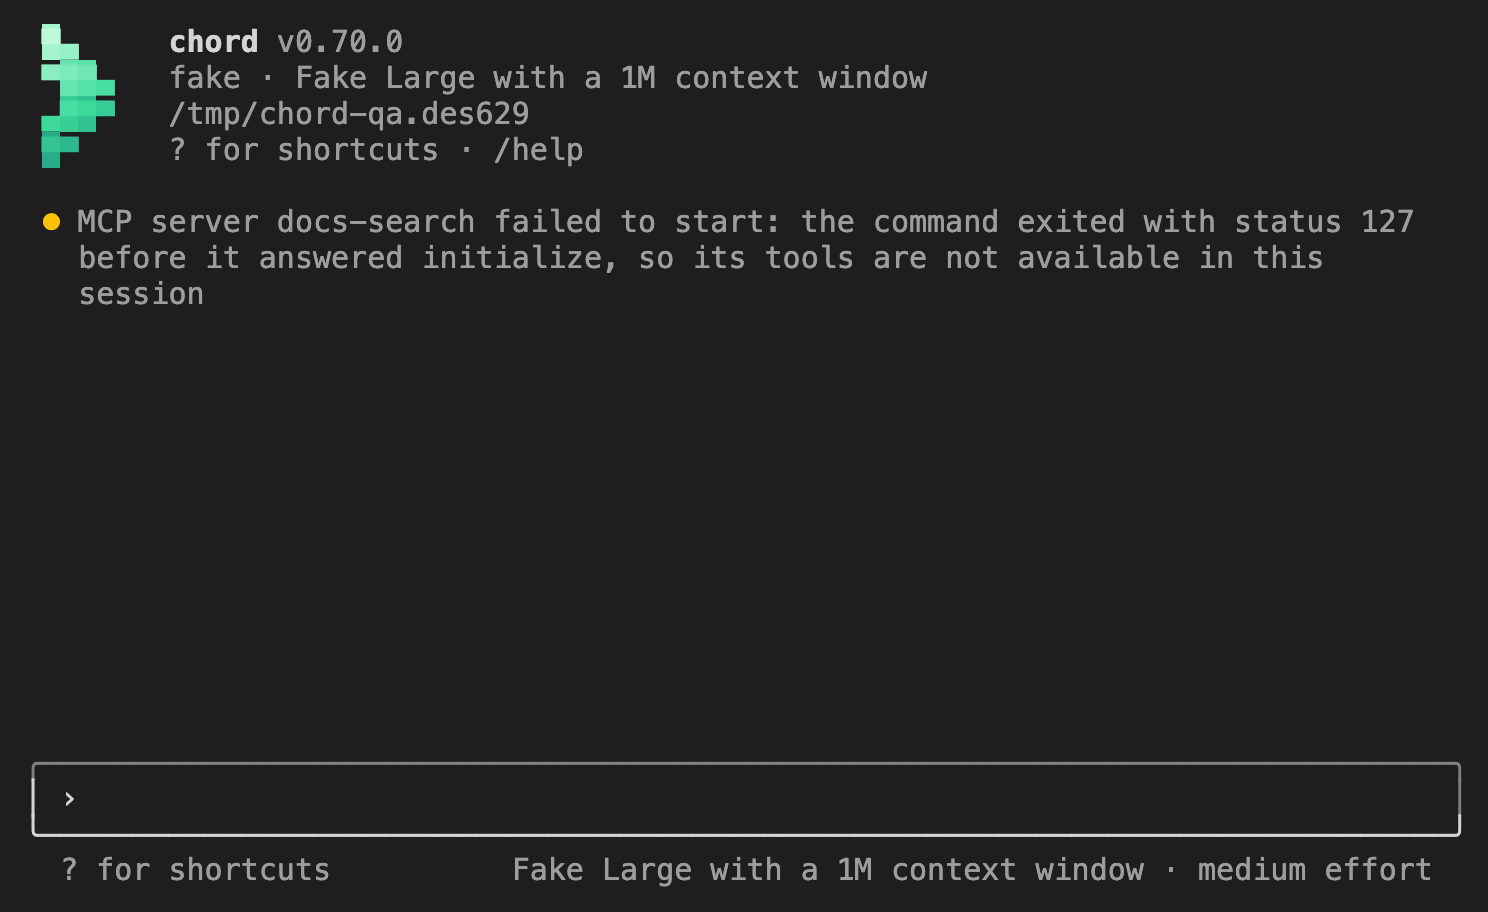 chord v0.70.0
fake · Fake Large with a 1M context window
/tmp/chord-qa.des629
? for shortcuts · /help
● MCP server docs-search failed to start: the command exited with status 127
before it answered initialize, so its tools are not available in this
session
›
? for shortcuts Fake Large with a 1M context window · medium effort